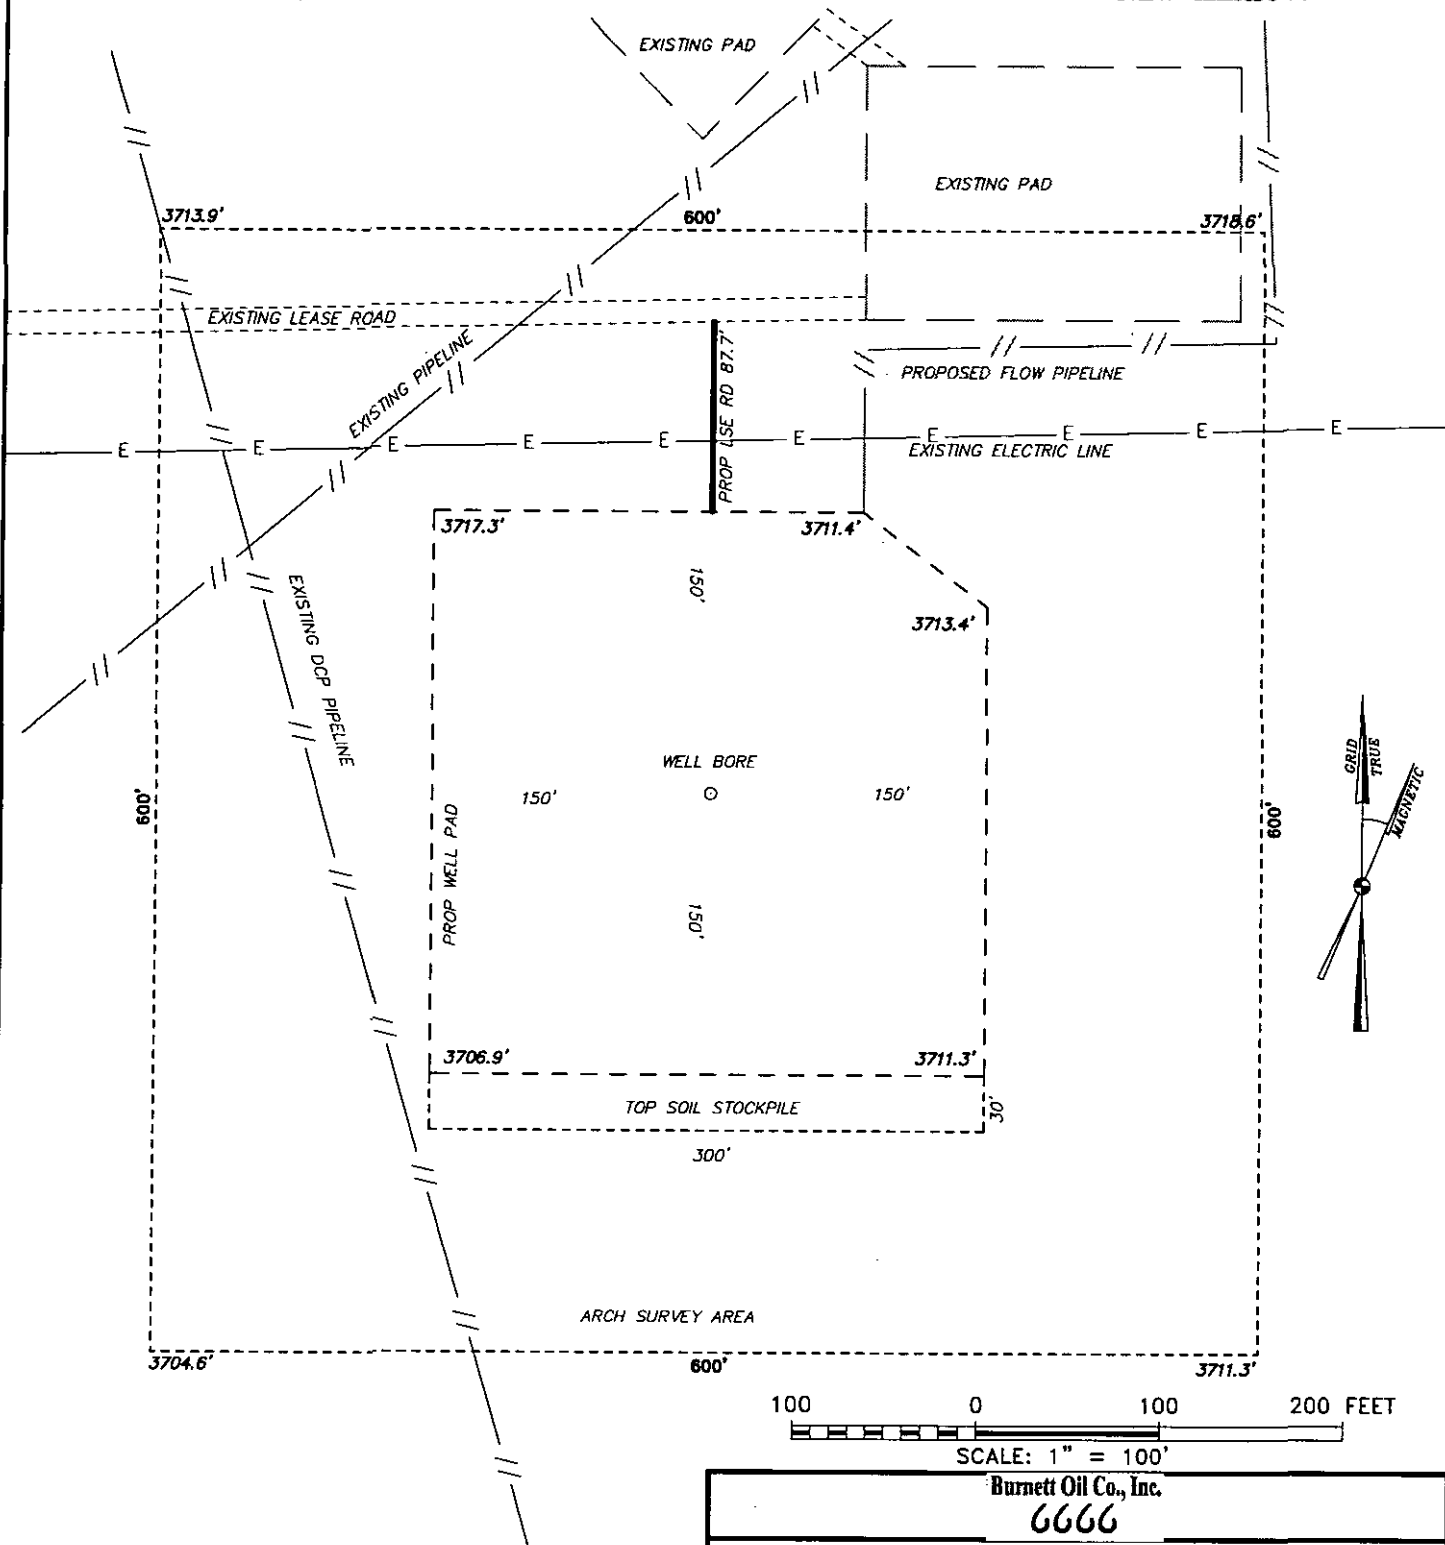 EXISTING PAD
EXISTING PAD
3713.9'
600'
3718.6'
EXISTING LEASE ROAD
EXISTING PIPELINE
PROP LSE RD 87.7'
PROPOSED FLOW PIPELINE
E E E E E E E E E E
EXISTING ELECTRIC LINE
3717.3'
3711.4'
150'
EXISTING DCP PIPELINE
3713.4'
WELL BORE
150'
150'
600'
600'
GRID
TRUE
MAGNETIC
PROP WELL PAD
150'
3706.9'
3711.3'
TOP SOIL STOCKPILE
30'
300'
ARCH SURVEY AREA
3704.6'
600'
3711.3'
100 0 100 200 FEET
SCALE: 1" = 100'
Burnett Oil Co., Inc.
6666